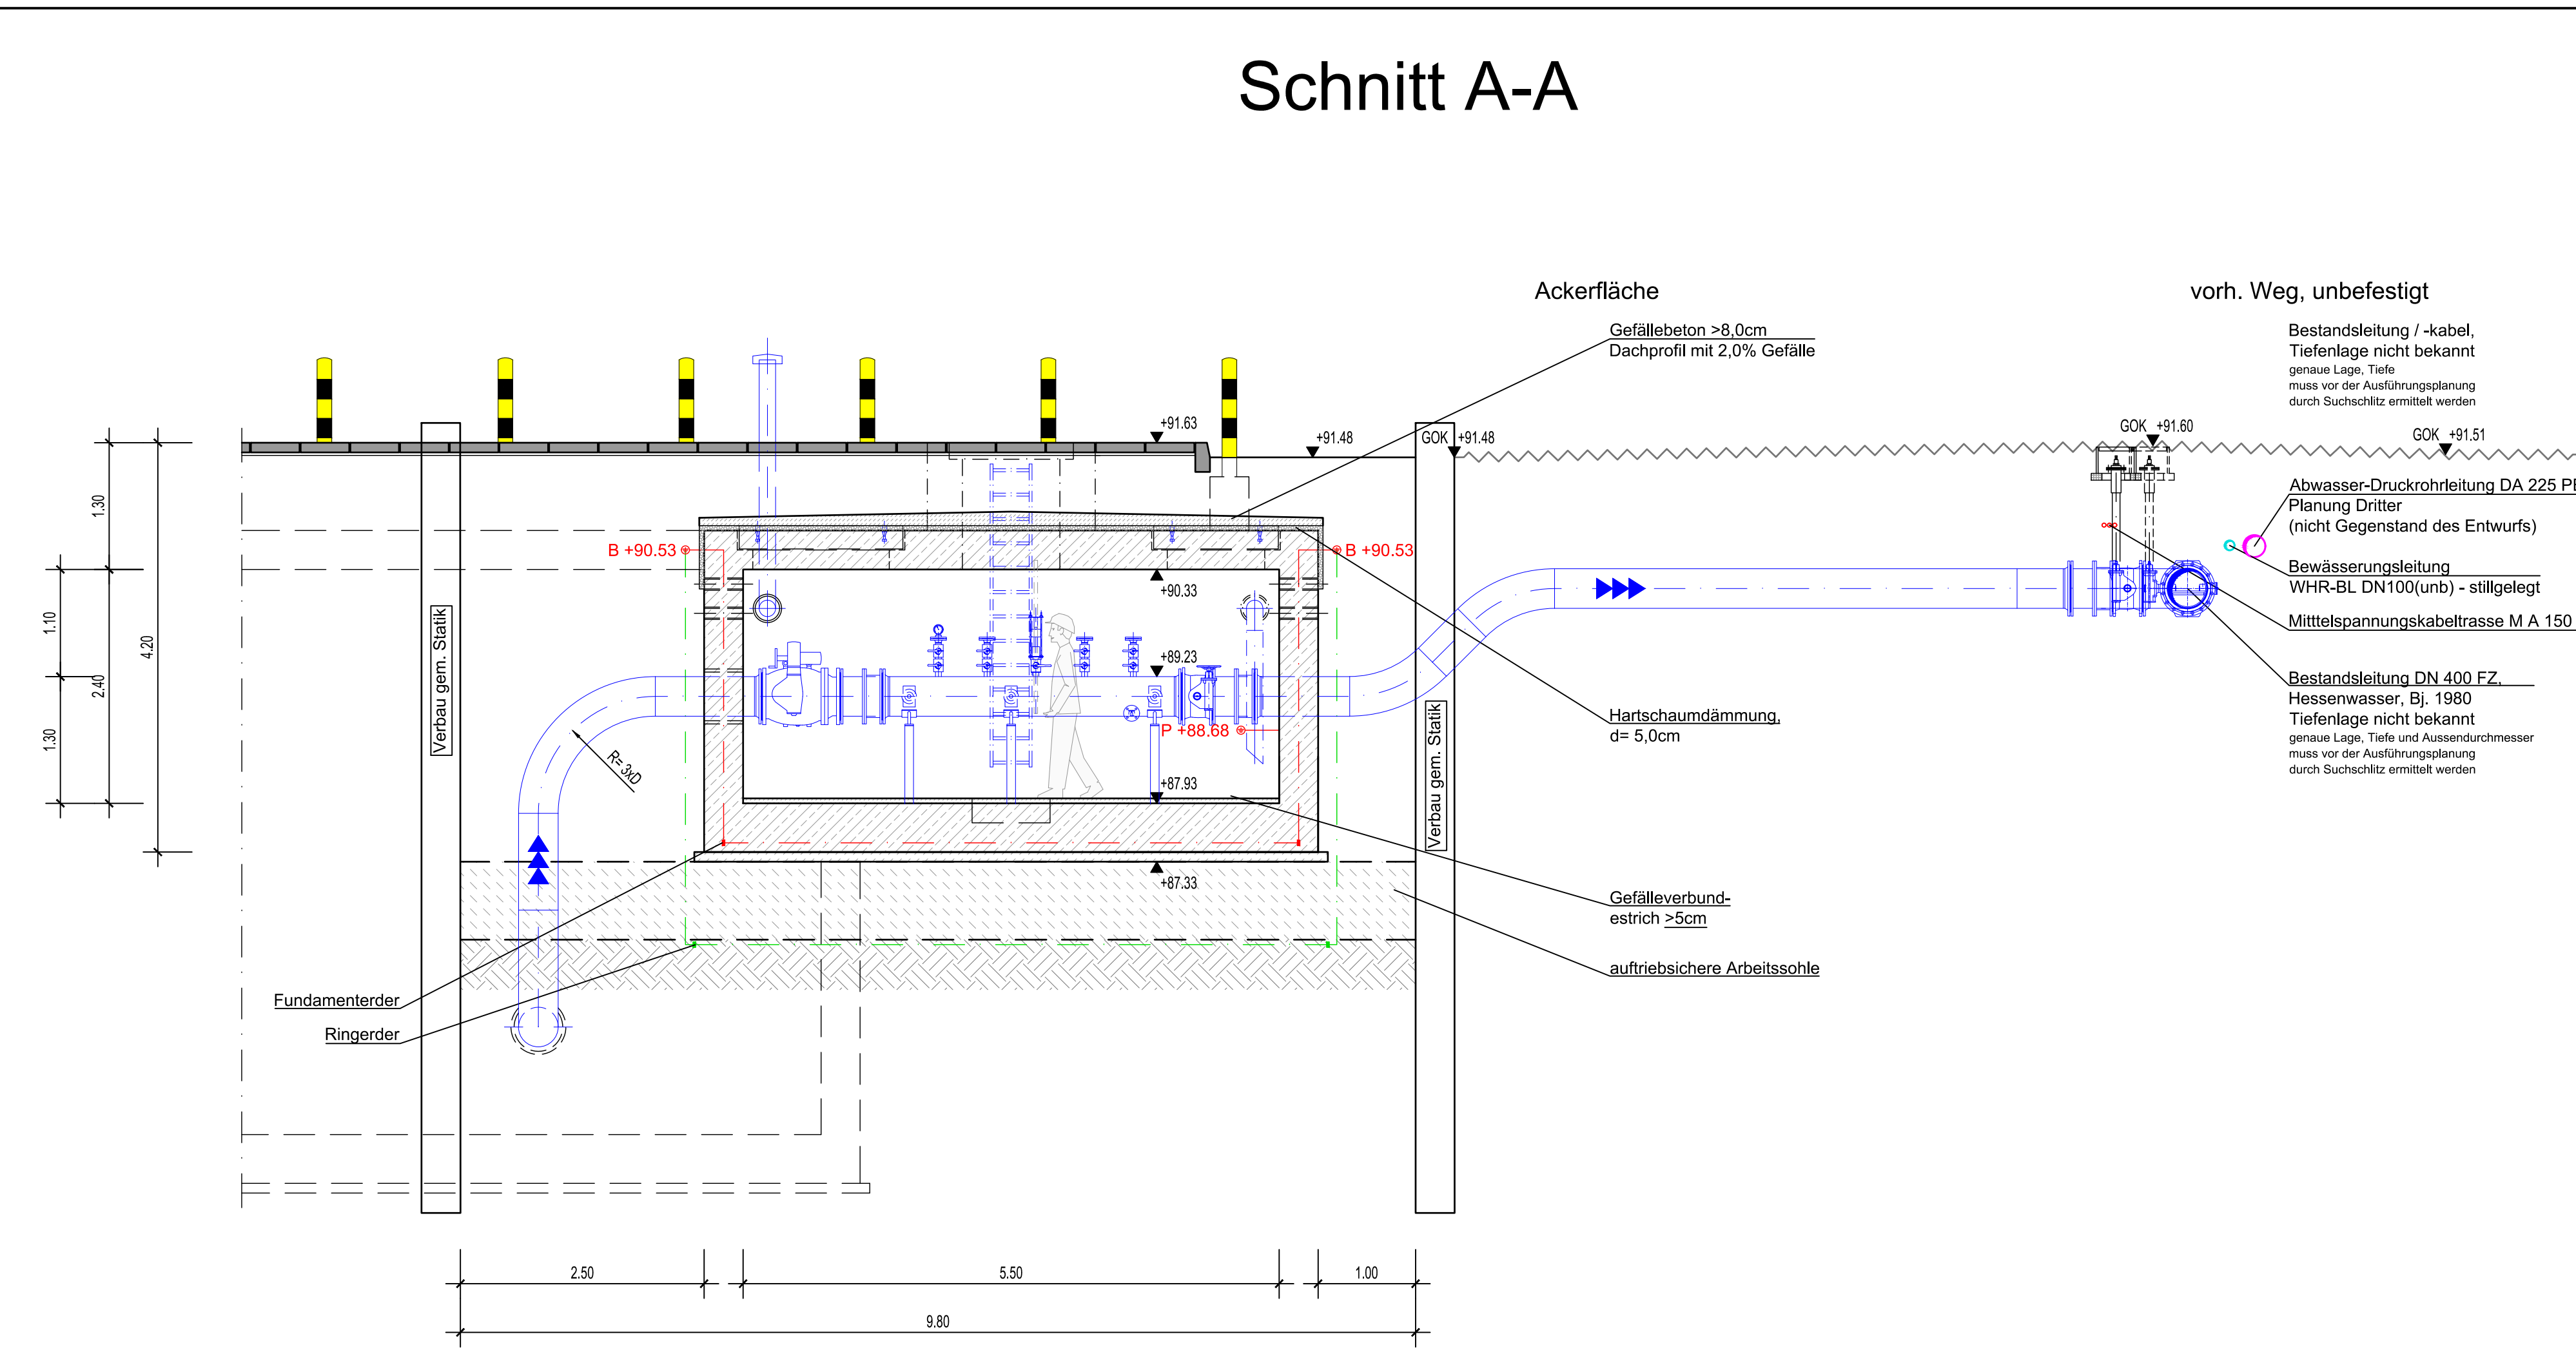 Schnitt A-A
Ackerfläche
vorh. Weg, unbefestigt
Gefällebeton >8,0cm
Dachprofil mit 2,0% Gefälle
Bestandsleitung / -kabel,
Tiefenlage nicht bekannt
genaue Lage, Tiefe
muss vor der Ausführungsplanung
durch Suchschlitz ermittelt werden
+91.63
+91.48
GOK +91.48
GOK +91.60
GOK +91.51
Abwasser-Druckrohrleitung DA 225
Planung Dritter
(nicht Gegenstand des Entwurfs)
Bewässerungsleitung
WHR-BL DN100(unb) - stillgelegt
Mitttelspannungskabeltrasse M A 150
Bestandsleitung DN 400 FZ,
Hessenwasser, Bj. 1980
Tiefenlage nicht bekannt
genaue Lage, Tiefe und Aussendurchmesser
muss vor der Ausführungsplanung
durch Suchschlitz ermittelt werden
B +90.53
B +90.53
+90.33
+89.23
P +88.68
+87.93
+87.33
1.30
4.20
1.10
2.40
1.30
Verbau gem. Statik
Verbau gem. Statik
R= 3xD
Hartschaumdämmung,
d= 5,0cm
Gefälleverbund-
estrich >5cm
auftriebsichere Arbeitssohle
Fundamenterder
Ringerder
2.50
5.50
1.00
9.80